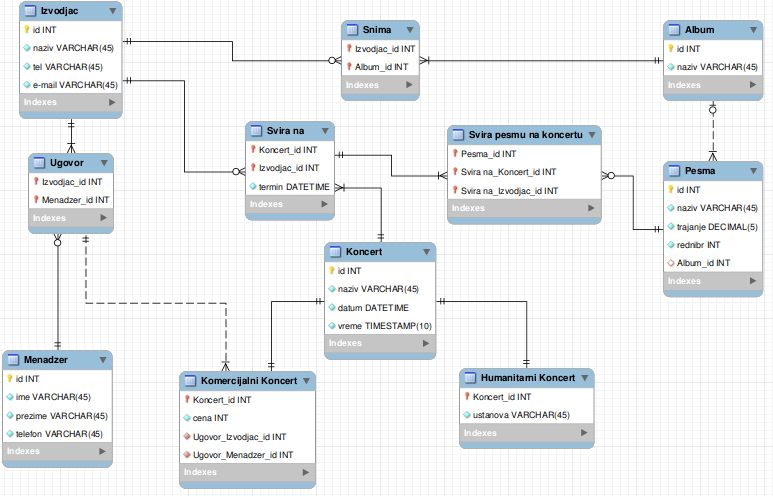 Izvodjac
id INT
naziv VARCHAR(45)
tel VARCHAR(45)
e-mail VARCHAR(45)
Indexes
Snima
Izvodjac_id INT
Album_id INT
Indexes
Album
id INT
naziv VARCHAR(45)
Indexes
Ugovor
Izvodjac_id INT
Menadzer_id INT
Indexes
Svira na
Koncert_id INT
Izvodjac_id INT
termin DATETIME
Indexes
Svira pesmu na koncertu
Pesma_id INT
Svira na_Koncert_id INT
Svira na_Izvodjac_id INT
Indexes
Pesma
id INT
naziv VARCHAR(45)
trajanje DECIMAL(5)
rednibr INT
Album_id INT
Indexes
Koncert
id INT
naziv VARCHAR(45)
datum DATETIME
vreme TIMESTAMP(10)
Indexes
Menadzer
id INT
ime VARCHAR(45)
prezime VARCHAR(45)
telefon VARCHAR(45)
Indexes
Komercijalni Koncert
Koncert_id INT
cena INT
Ugovor_Izvodjac_id INT
Ugovor_Menadzer_id INT
Indexes
Humanitarni Koncert
Koncert_id INT
ustanova VARCHAR(45)
Indexes